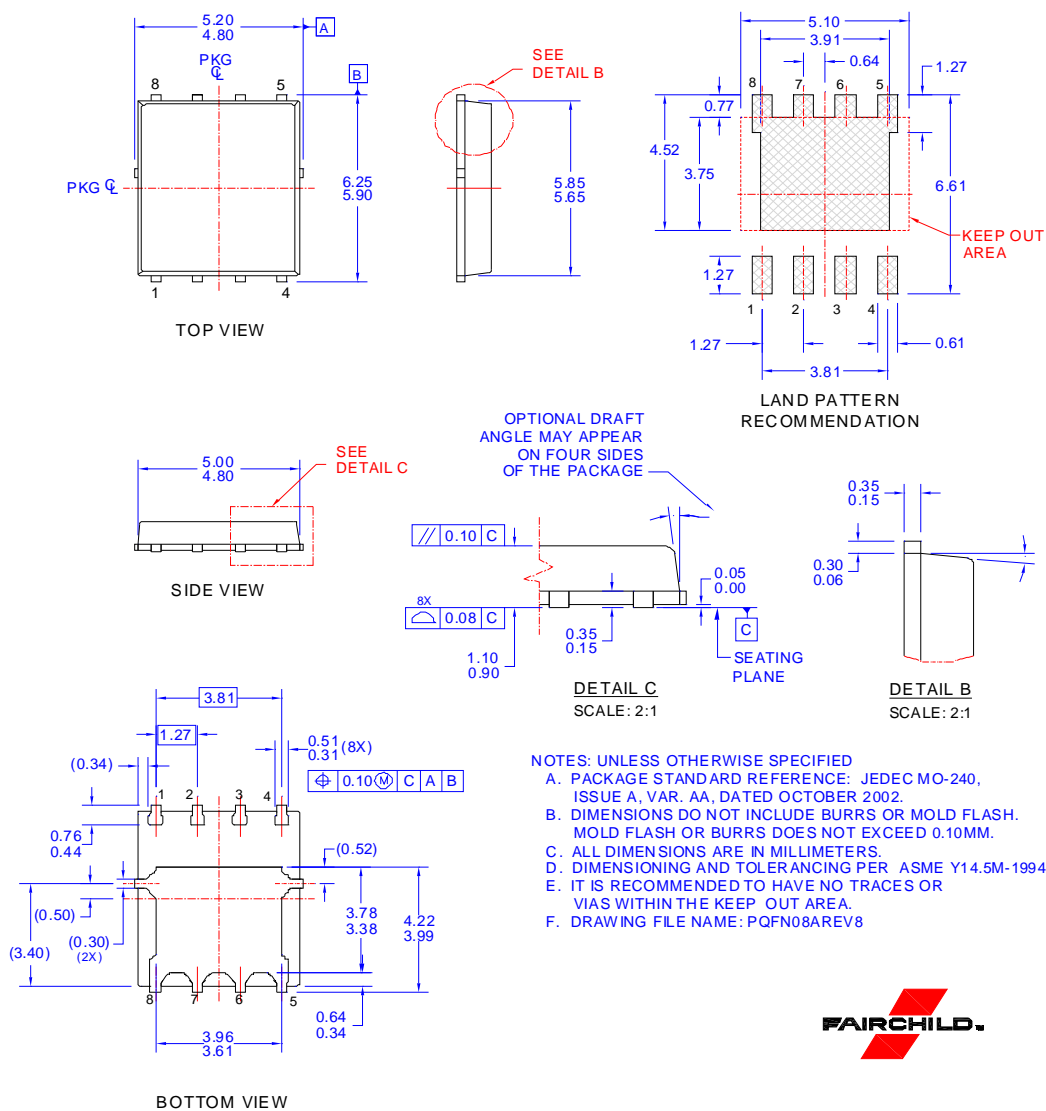 5.20
4.80
A
PKG
CL
8
5
B
PKG CL
6.25
5.90
1
4
TOP VIEW
SEE
DETAIL B
5.85
5.65
5.10
3.91
0.64
1.27
8
7
6
5
0.77
4.52
3.75
6.61
KEEP OUT
AREA
1.27
1
2
3
4
1.27
0.61
3.81
LAND PATTERN
RECOMMENDATION
5.00
4.80
SEE
DETAIL C
SIDE VIEW
OPTIONAL DRAFT
ANGLE MAY APPEAR
ON FOUR SIDES
OF THE PACKAGE
// 0.10 C
8X
0.08 C
1.10
0.90
0.35
0.15
0.05
0.00
C
SEATING
PLANE
DETAIL C
SCALE: 2:1
0.35
0.15
0.30
0.06
DETAIL B
SCALE: 2:1
3.81
1.27
0.51
0.31 (8X)
(0.34)
⌖ 0.10 Ⓜ C A B
1
2
3
4
0.76
0.44
(0.52)
(0.50)
(0.30)
(2X)
(3.40)
3.78
3.38
4.22
3.99
8
7
6
5
0.64
0.34
3.96
3.61
BOTTOM VIEW
NOTES: UNLESS OTHERWISE SPECIFIED
A. PACKAGE STANDARD REFERENCE: JEDEC MO-240,
ISSUE A, VAR. AA, DATED OCTOBER 2002.
B. DIMENSIONS DO NOT INCLUDE BURRS OR MOLD FLASH.
MOLD FLASH OR BURRS DOES NOT EXCEED 0.10MM.
C. ALL DIMENSIONS ARE IN MILLIMETERS.
D. DIMENSIONING AND TOLERANCING PER ASME Y14.5M-1994
E. IT IS RECOMMENDED TO HAVE NO TRACES OR
VIAS WITHIN THE KEEP OUT AREA.
F. DRAWING FILE NAME: PQFN08AREV8
FAIRCHILD